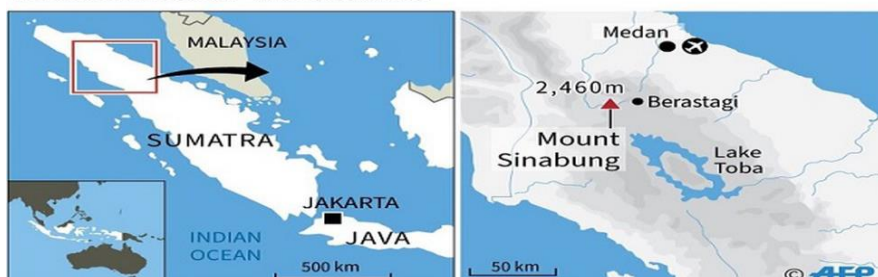 MALAYSIA
SUMATRA
JAKARTA
JAVA
INDIAN
OCEAN
500 km
Medan
2,460m
Berastagi
Mount
Sinabung
Lake
Toba
50 km
© AFP